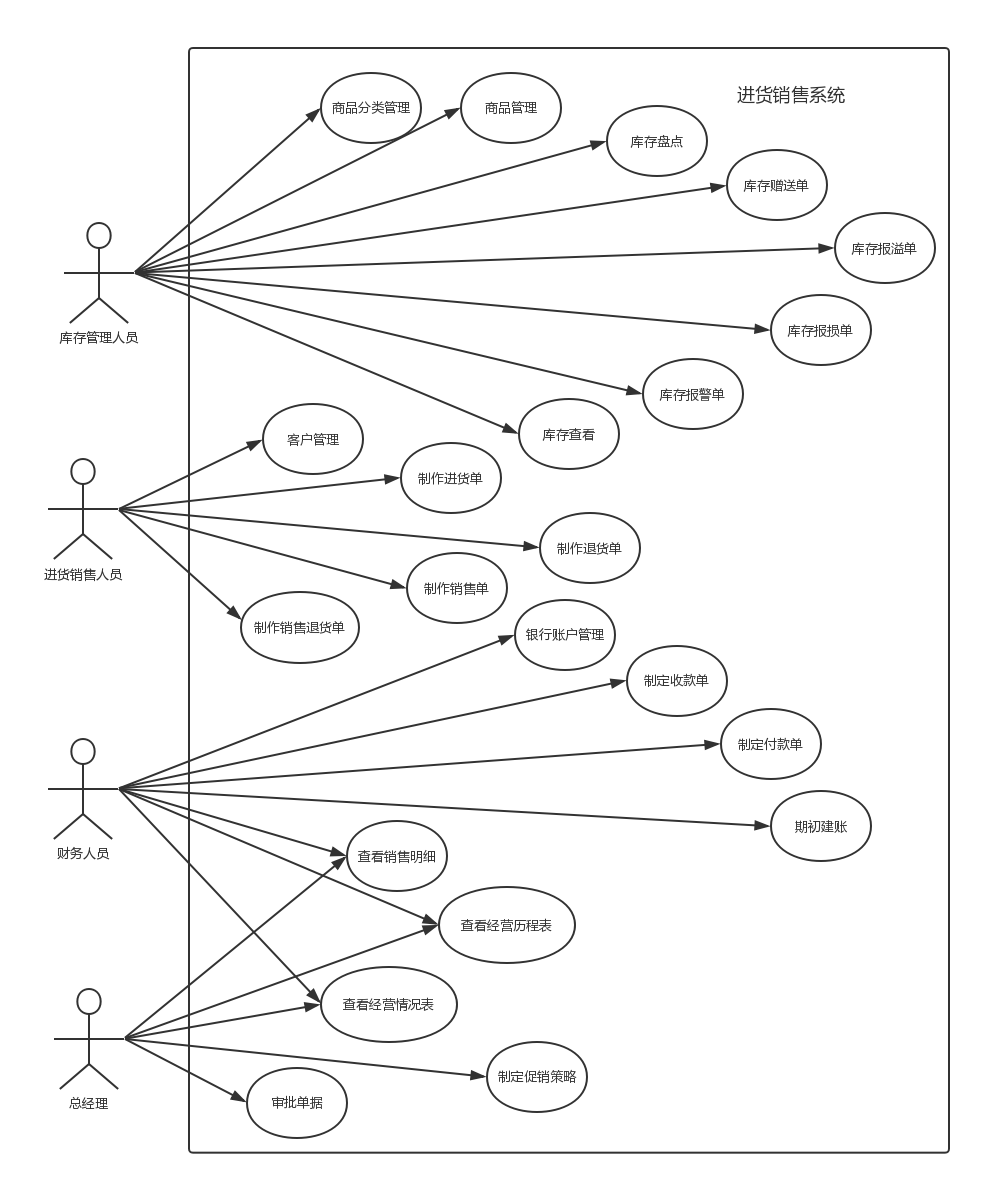 进货销售系统
商品分类管理
商品管理
库存盘点
库存赠送单
库存报溢单
库存报损单
库存报警单
库存查看
库存管理人员
客户管理
制作进货单
制作退货单
制作销售单
制作销售退货单
进货销售人员
银行账户管理
制定收款单
制定付款单
期初建账
财务人员
查看销售明细
查看经营历程表
查看经营情况表
制定促销策略
审批单据
总经理